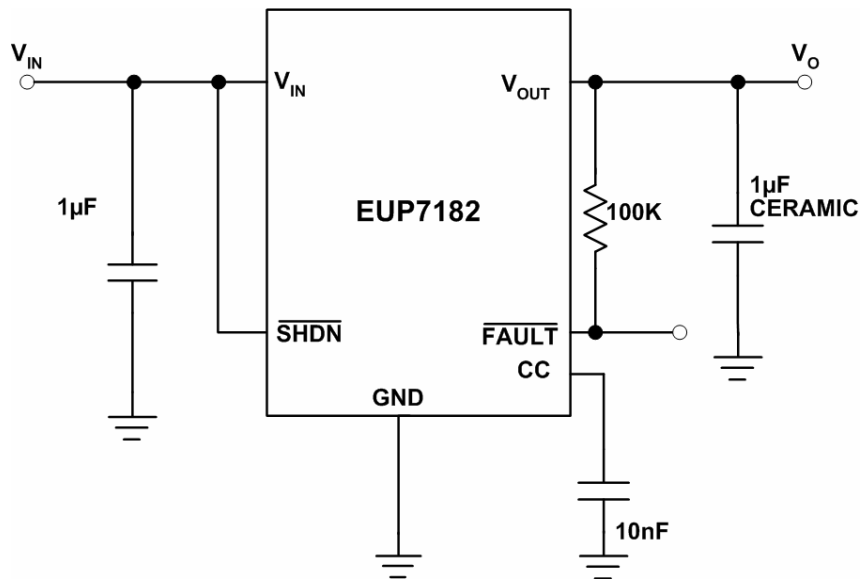 VIN
VO
VIN
VOUT
1µF
EUP7182
100K
1µF
CERAMIC
SHDN
FAULT
CC
GND
10nF